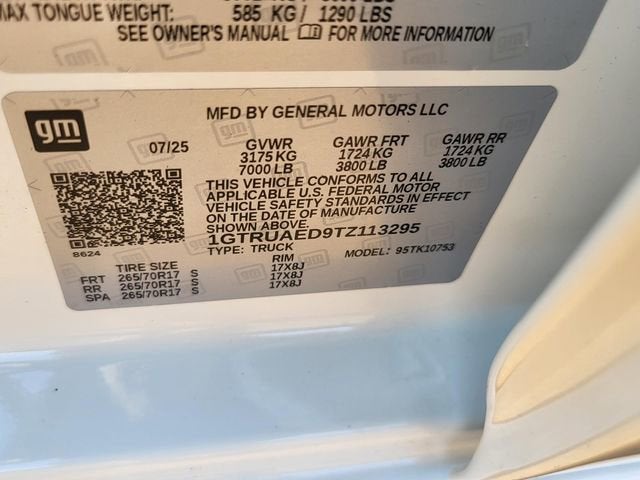 MAX TONGUE WEIGHT: 585 KG/ 1290 LBS
SEE OWNER'S MANUAL FOR MORE INFORMATION
gm
MFD BY GENERAL MOTORS LLC
07/25 GVWR GAWR FRT GAWR RR
3175 KG 1724 KG 1724 KG
7000 LB 3800 LB 3800 LB
THIS VEHICLE CONFORMS TO ALL
APPLICABLE U.S. FEDERAL MOTOR
VEHICLE SAFETY STANDARDS IN EFFECT
ON THE DATE OF MANUFACTURE
SHOWN ABOVE.
1GTRUAED9TZ113295
TYPE: TRUCK MODEL: 95TK10753
8624
TIRE SIZE RIM
FRT 265/70R17 S 17X8J
RR 265/70R17 S 17X8J
SPA 265/70R17 S 17X8J